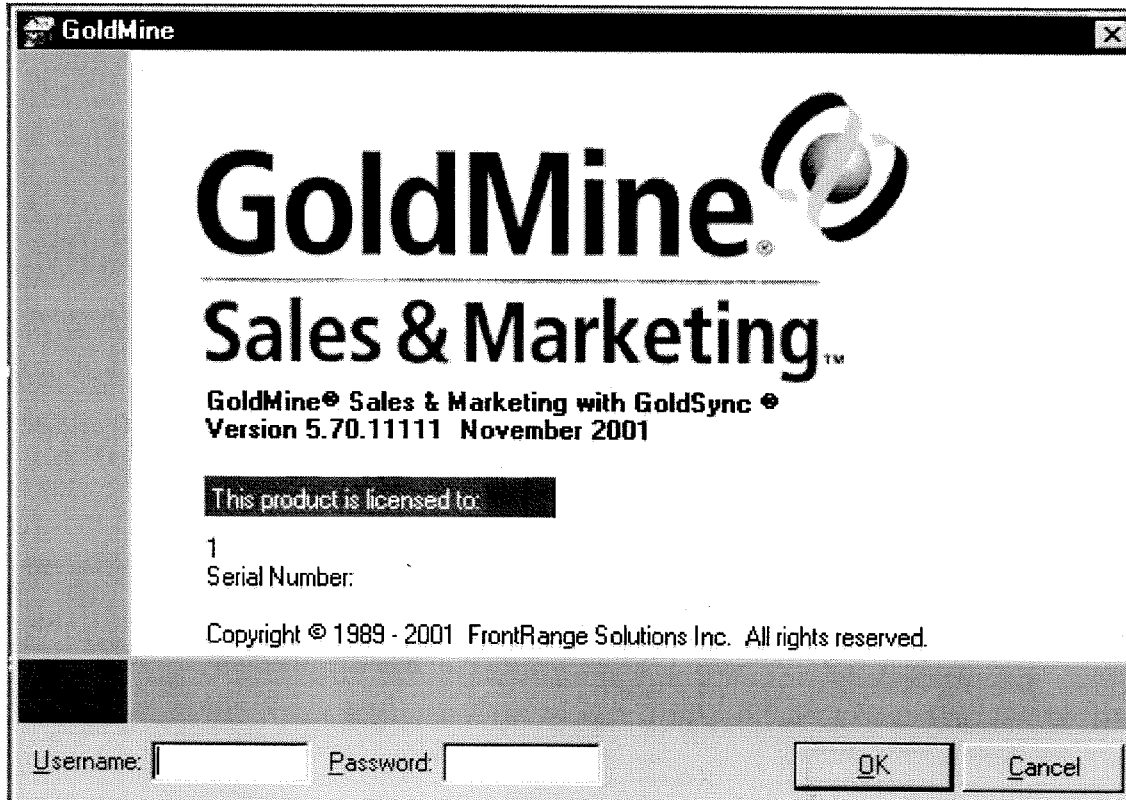 GoldMine
GoldMine®
Sales & Marketing™
GoldMine® Sales & Marketing with GoldSync ®
Version 5.70.11111 November 2001
This product is licensed to:
1
Serial Number:
Copyright © 1989 - 2001 FrontRange Solutions Inc. All rights reserved.
Username: Password: OK Cancel